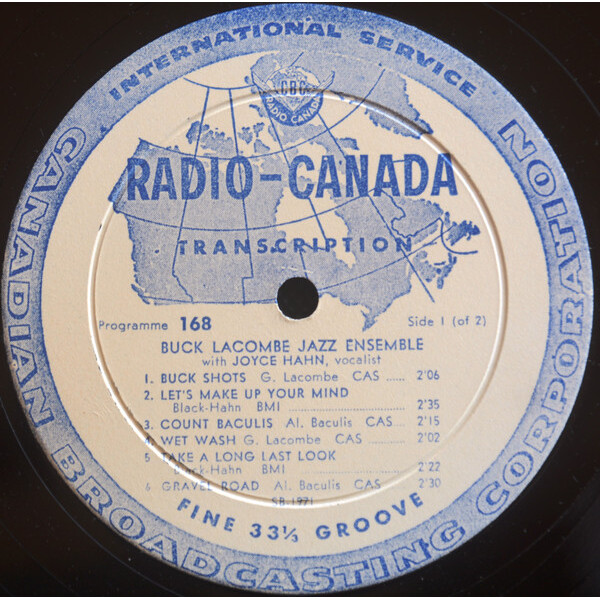 INTERNATIONAL SERVICE
CANADIAN BROADCASTING CORPORATION
CBC
RADIO CANADA
RADIO-CANADA
TRANSCRIPTION
Programme 168 Side 1 (of 2)
BUCK LACOMBE JAZZ ENSEMBLE
with JOYCE HAHN, vocalist
1. BUCK SHOTS G. Lacombe CAS ..... 2'06
2. LET'S MAKE UP YOUR MIND
Black-Hahn BMI ..... 2'35
3. COUNT BACULIS Al. Baculis CAS ..... 2'15
4. WET WASH G. Lacombe CAS ..... 2'02
5 TAKE A LONG LAST LOOK
Black-Hahn BMI ..... 2'22
6 GRAVEL ROAD Al. Baculis CAS 2'30
SB-1971
FINE 33⅓ GROOVE